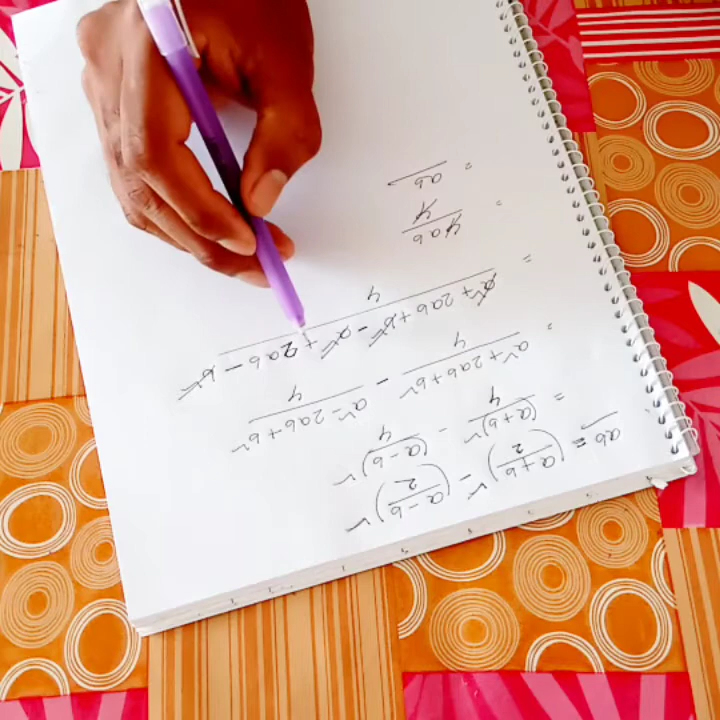 ab = (a+b/2)² - (a-b/2)²
= (a+b)²/4 - (a-b)²/4
= a²+2ab+b²/4 - a²-2ab+b²/4
= a²+2ab+b²-a²+2ab-b²/4
= 4ab/4
= ab